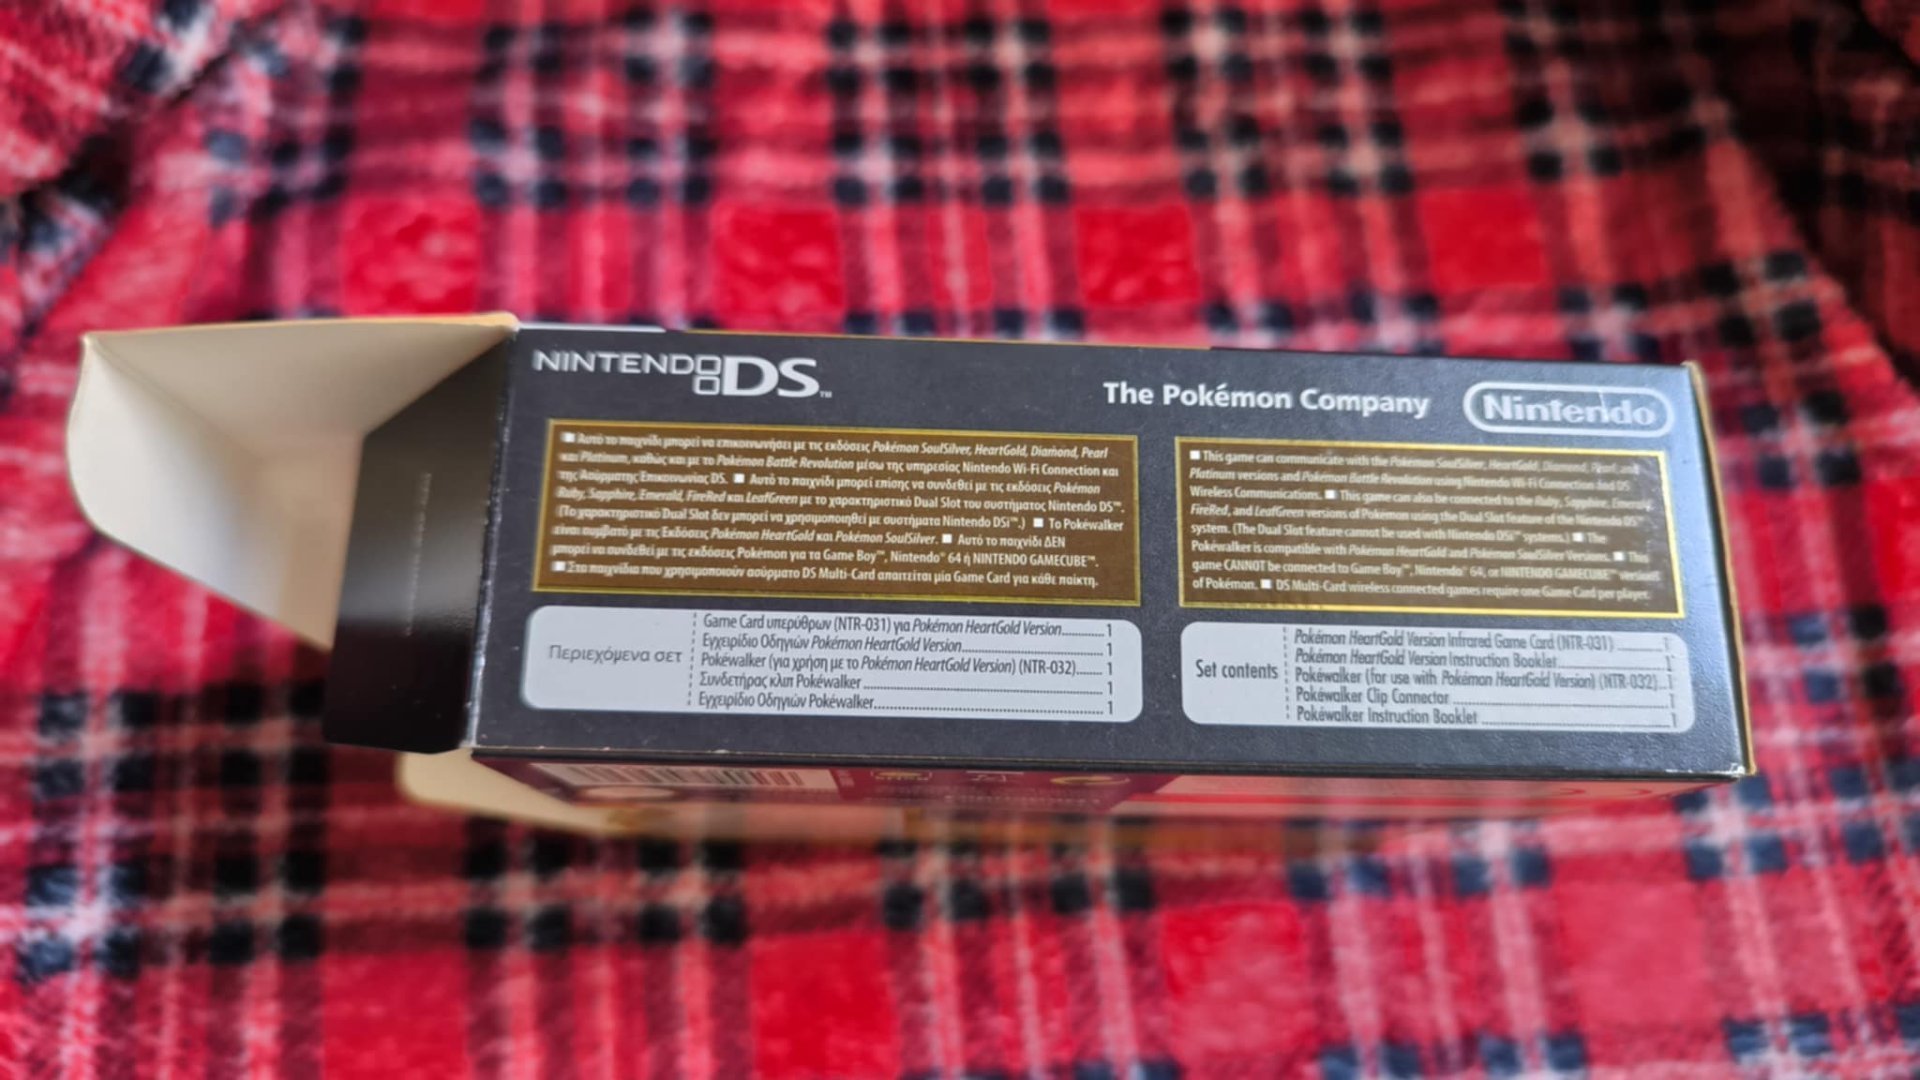 NINTENDO DS™
The Pokémon Company
Nintendo
■ Αυτό το παιχνίδι μπορεί να επικοινωνήσει με τις εκδόσεις Pokémon SoulSilver, HeartGold, Diamond, Pearl
και Platinum, καθώς και με το Pokémon Battle Revolution μέσω της υπηρεσίας Nintendo Wi-Fi Connection και
της Ασύρματης Επικοινωνίας DS. ■ Αυτό το παιχνίδι μπορεί επίσης να συνδεθεί με τις εκδόσεις Pokémon
Ruby, Sapphire, Emerald, FireRed και LeafGreen με το χαρακτηριστικό Dual Slot του συστήματος Nintendo DS™.
(Το χαρακτηριστικό Dual Slot δεν μπορεί να χρησιμοποιηθεί με συστήματα Nintendo DSi™.) ■ Το Pokéwalker
είναι συμβατό με τις Εκδόσεις Pokémon HeartGold και Pokémon SoulSilver. ■ Αυτό το παιχνίδι ΔΕΝ
μπορεί να συνδεθεί με τις εκδόσεις Pokémon για τα Game Boy™, Nintendo® 64 ή NINTENDO GAMECUBE™.
■ Στα παιχνίδια που χρησιμοποιούν ασύρματο DS Multi-Card απαιτείται μία Game Card για κάθε παίκτη.
■ This game can communicate with the Pokémon SoulSilver, HeartGold, Diamond, Pearl, and
Platinum versions and Pokémon Battle Revolution using Nintendo Wi-Fi Connection and DS
Wireless Communications. ■ This game can also be connected to the Ruby, Sapphire, Emerald,
FireRed, and LeafGreen versions of Pokémon using the Dual Slot feature of the Nintendo DS™
system. (The Dual Slot feature cannot be used with Nintendo DSi™ systems.) ■ The
Pokéwalker is compatible with Pokémon HeartGold and Pokémon SoulSilver Versions. ■ This
game CANNOT be connected to Game Boy™, Nintendo® 64, or NINTENDO GAMECUBE™ versions
of Pokémon. ■ DS Multi-Card wireless connected games require one Game Card per player.
Περιεχόμενα σετ
Game Card υπερύθρων (NTR-031) για Pokémon HeartGold Version............1
Εγχειρίδιο Οδηγιών Pokémon HeartGold Version............1
Pokéwalker (για χρήση με το Pokémon HeartGold Version) (NTR-032)......1
Συνδετήρας κλιπ Pokéwalker............1
Εγχειρίδιο Οδηγιών Pokéwalker............1
Set contents
Pokémon HeartGold Version Infrared Game Card (NTR-031)............1
Pokémon HeartGold Version Instruction Booklet............1
Pokéwalker (for use with Pokémon HeartGold Version) (NTR-032)...1
Pokéwalker Clip Connector............1
Pokéwalker Instruction Booklet............1